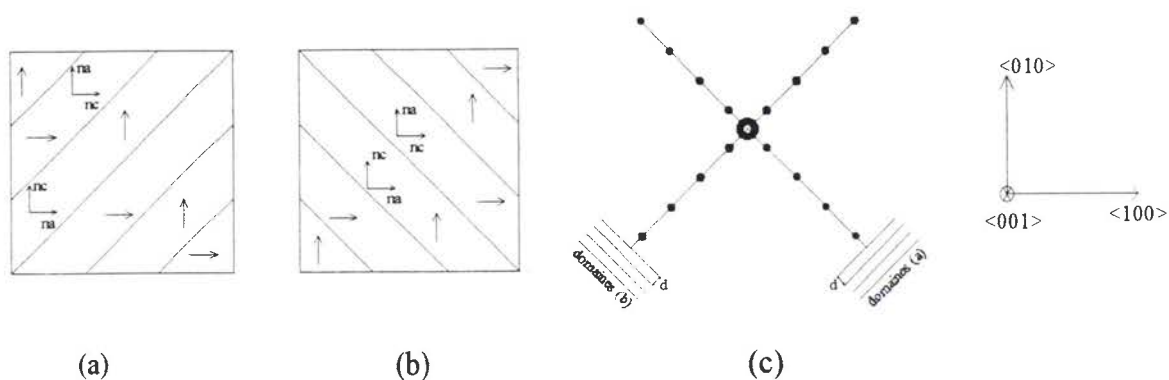 na
nc
nc
na
na
nc
nc
na
domaines (b)
d
d
domaines (a)
<010>
<001>
<100>
(a)
(b)
(c)